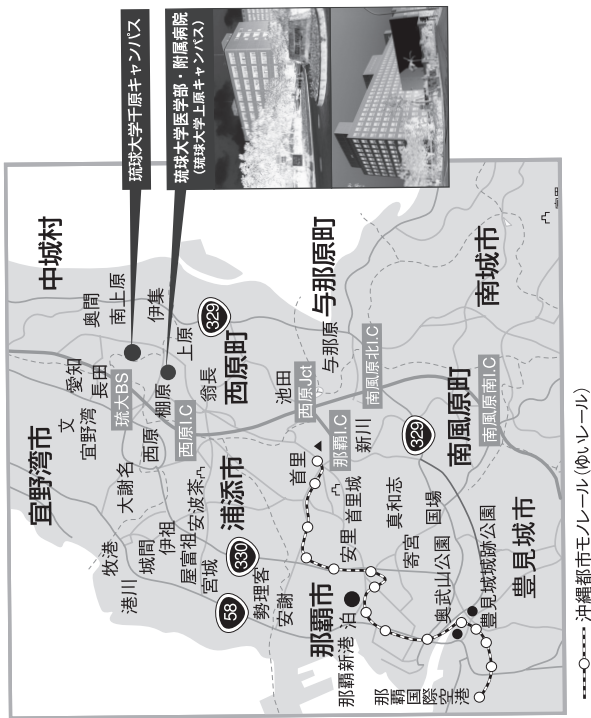 琉球大学千原キャンパス
琉球大学医学部・附属病院
(琉球大学上原キャンパス)
中城村
奥間
南上原
伊集
上原
329
宜野湾市
愛知
長田
文
宜野湾
琉大BS
棚原
翁長
西原町
西原
西原I.C
大謝名
牧港
港川
城間
伊祖
屋富祖
安波茶
宮城
浦添市
330
58
勢理客
安謝
池田
西原Jct
与那原町
与那原
南風原北I.C
首里
那覇I.C
新川
首里城
安里
真和志
329
南風原町
南風原南I.C
南城市
国場
寄宮
那覇市
泊
那覇新港
奥武山公園
豊見城城跡公園
豊見城市
那覇国際空港
沖縄都市モノレール(ゆいレール)